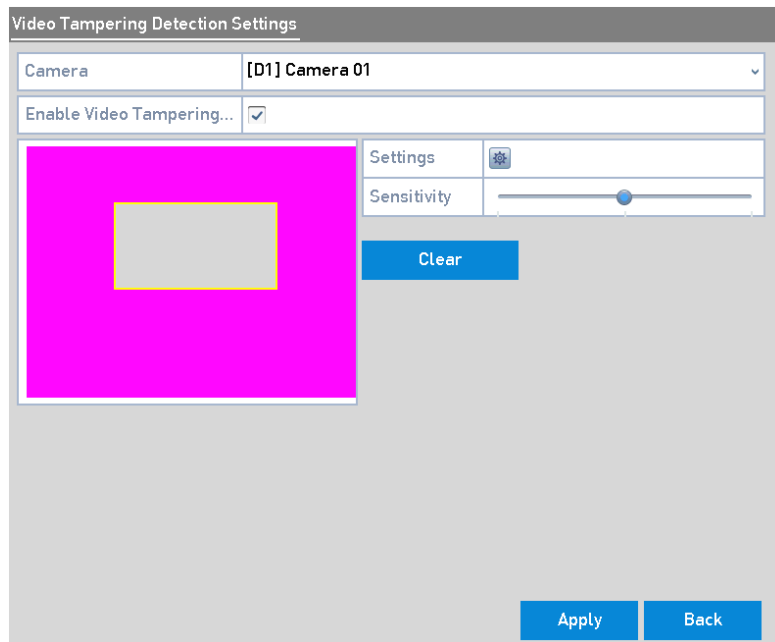 Video Tampering Detection Settings
Camera [D1] Camera 01
Enable Video Tampering...
Settings
Sensitivity
Clear
Apply Back